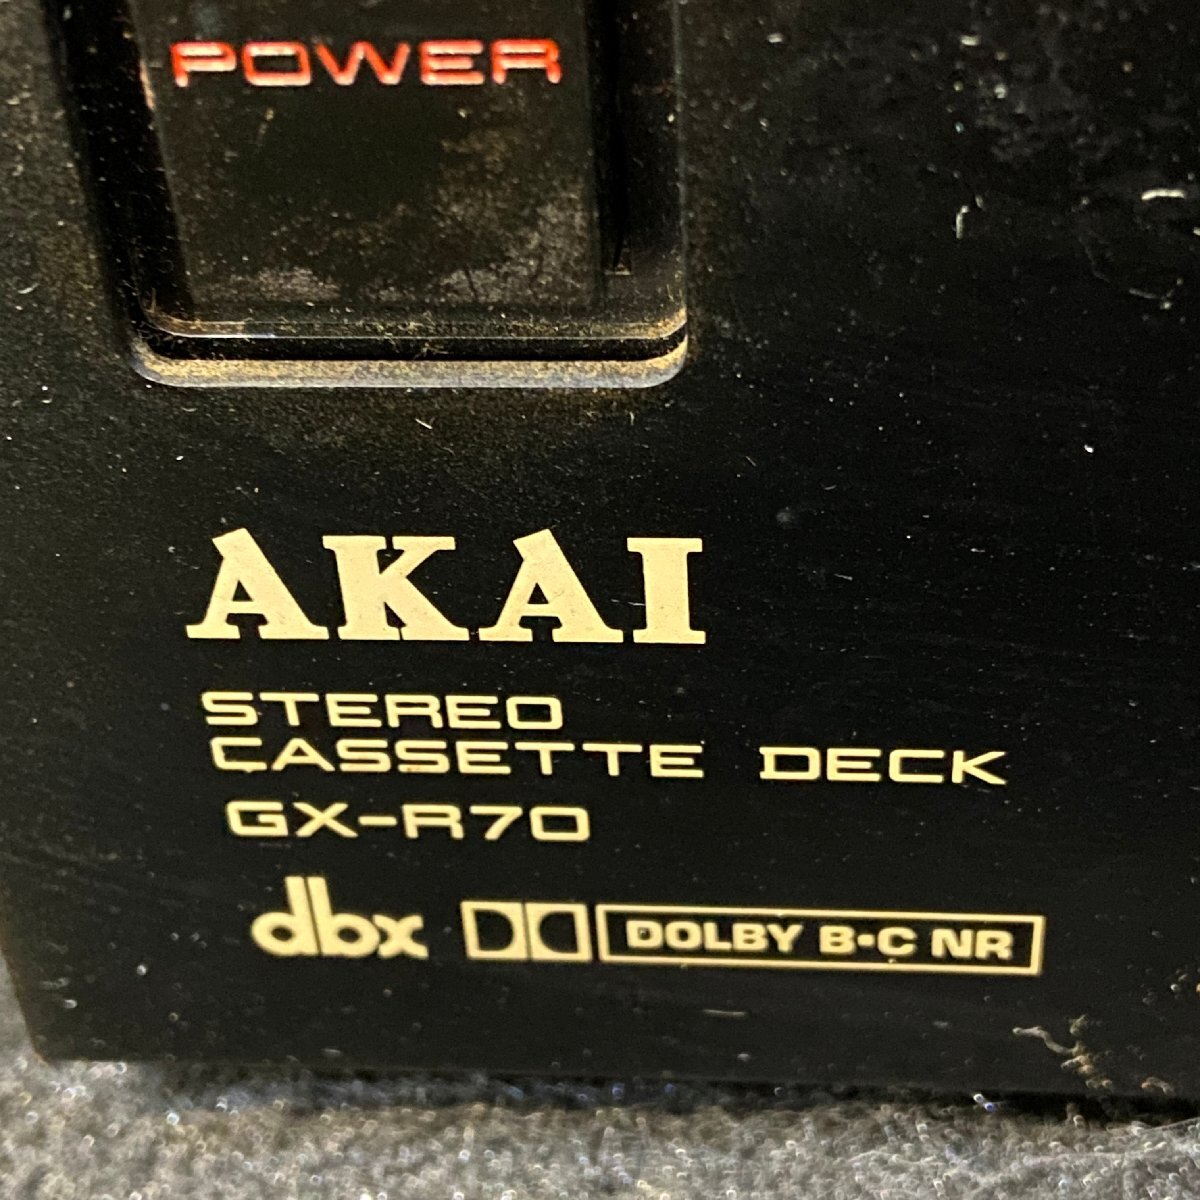 POWER
AKAI
STEREO
CASSETTE DECK
GX-R70
dbx DOLBY B·C NR